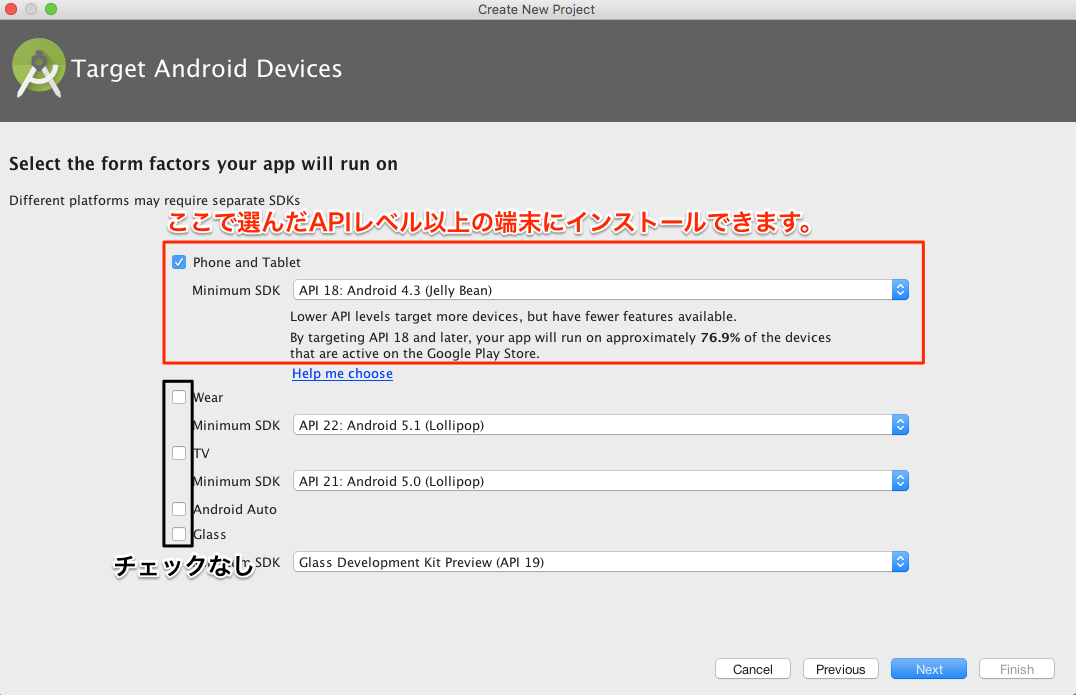 Create New Project
Target Android Devices
Select the form factors your app will run on
Different platforms may require separate SDKs
ここで選んだAPIレベル以上の端末にインストールできます。
Phone and Tablet
Minimum SDK API 18: Android 4.3 (Jelly Bean)
Lower API levels target more devices, but have fewer features available.
By targeting API 18 and later, your app will run on approximately 76.9% of the devices
that are active on the Google Play Store.
Help me choose
Wear
Minimum SDK API 22: Android 5.1 (Lollipop)
TV
Minimum SDK API 21: Android 5.0 (Lollipop)
Android Auto
Glass
チェックなし SDK Glass Development Kit Preview (API 19)
Cancel Previous Next Finish